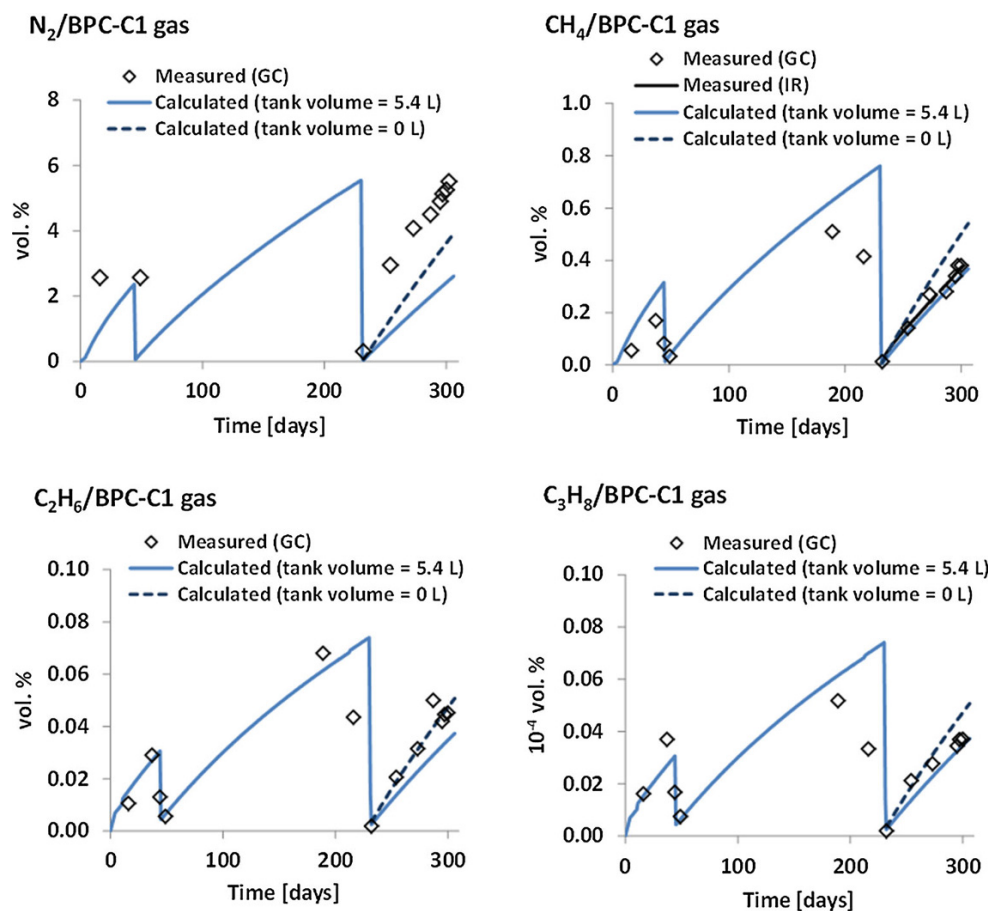 N2/BPC-C1 gas
Measured (GC)
Calculated (tank volume = 5.4 L)
Calculated (tank volume = 0 L)
8
6
4
2
0
vol. %
0 100 200 300
Time [days]
CH4/BPC-C1 gas
Measured (GC)
Measured (IR)
Calculated (tank volume = 5.4 L)
Calculated (tank volume = 0 L)
1.0
0.8
0.6
0.4
0.2
0.0
vol. %
0 100 200 300
Time [days]
C2H6/BPC-C1 gas
Measured (GC)
Calculated (tank volume = 5.4 L)
Calculated (tank volume = 0 L)
0.10
0.08
0.06
0.04
0.02
0.00
vol. %
0 100 200 300
Time [days]
C3H8/BPC-C1 gas
Measured (GC)
Calculated (tank volume = 5.4 L)
Calculated (tank volume = 0 L)
0.10
0.08
0.06
0.04
0.02
0.00
10-4 vol. %
0 100 200 300
Time [days]